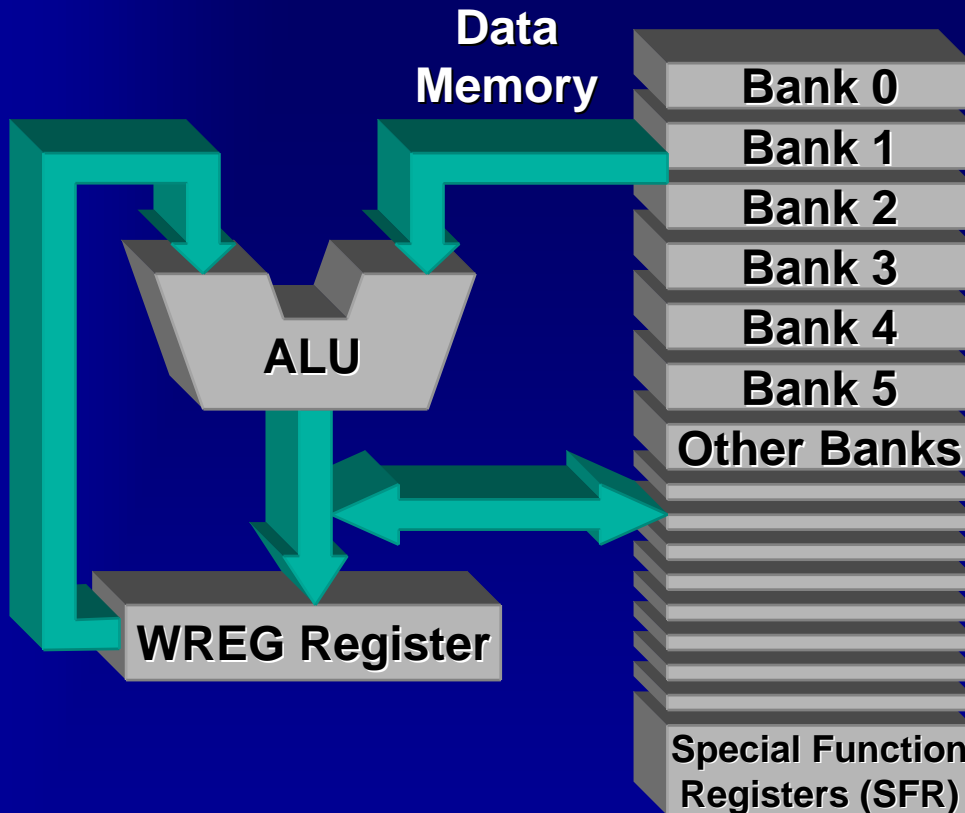 Data
Memory
Bank 0
Bank 1
Bank 2
Bank 3
Bank 4
Bank 5
Other Banks
ALU
WREG Register
Special Function
Registers (SFR)